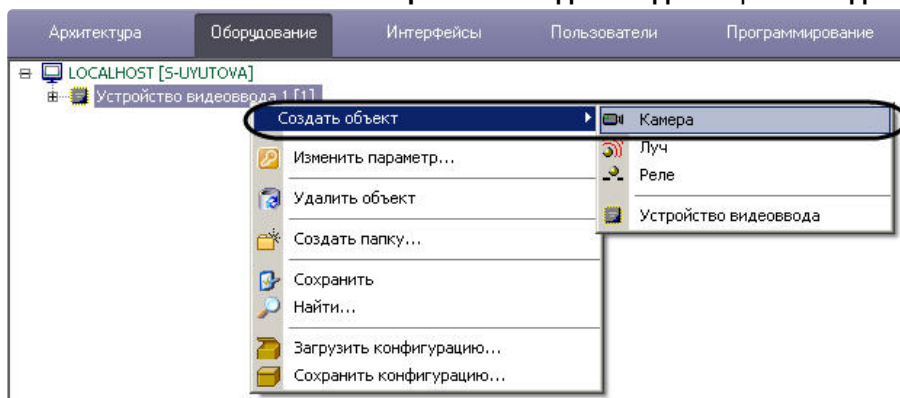 Архитектура Оборудование Интерфейсы Пользователи Программирование
LOCALHOST [S-UYUTOVA]
Устройство видеоввода 1 [1]
Создать объект
Изменить параметр...
Удалить объект
Создать папку...
Сохранить
Найти...
Загрузить конфигурацию...
Сохранить конфигурацию...
Камера
Луч
Реле
Устройство видеоввода